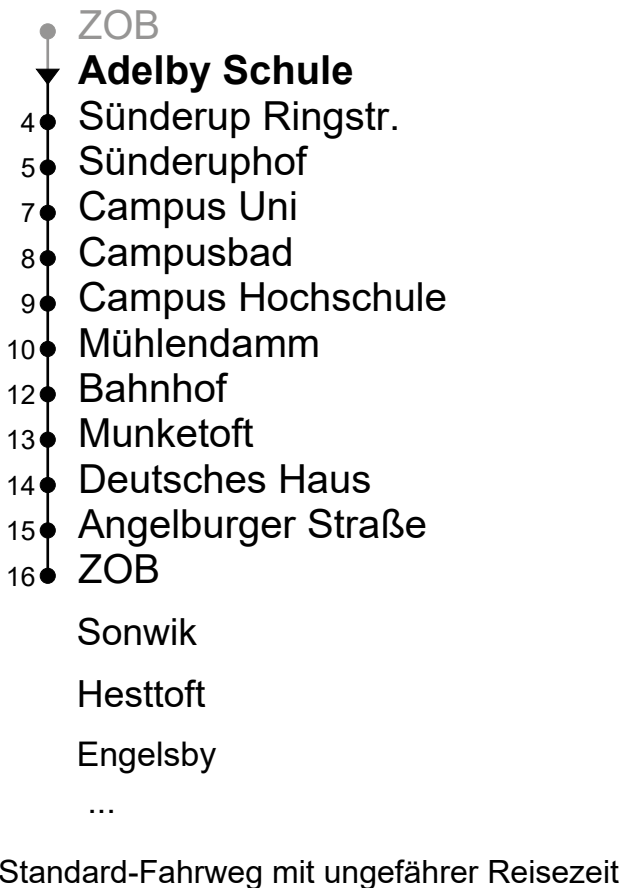 ZOB
Adelby Schule
4 Sünderup Ringstr.
5 Sünderuphof
7 Campus Uni
8 Campusbad
9 Campus Hochschule
10 Mühlendamm
12 Bahnhof
13 Munketoft
14 Deutsches Haus
15 Angelburger Straße
16 ZOB
Sonwik
Hesttoft
Engelsby
...
Standard-Fahrweg mit ungefährer Reisezeit